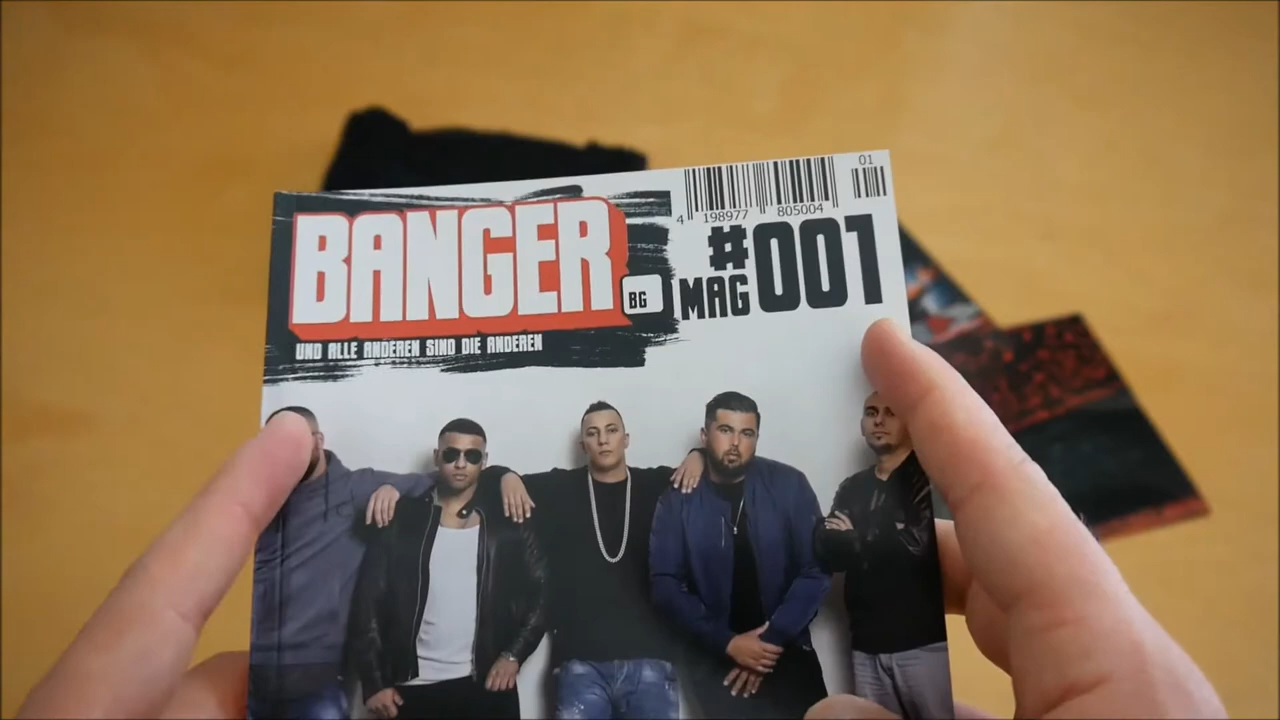 01
4 198977 805004
BANGER
BG
MAG #001
UND ALLE ANDEREN SIND DIE ANDEREN